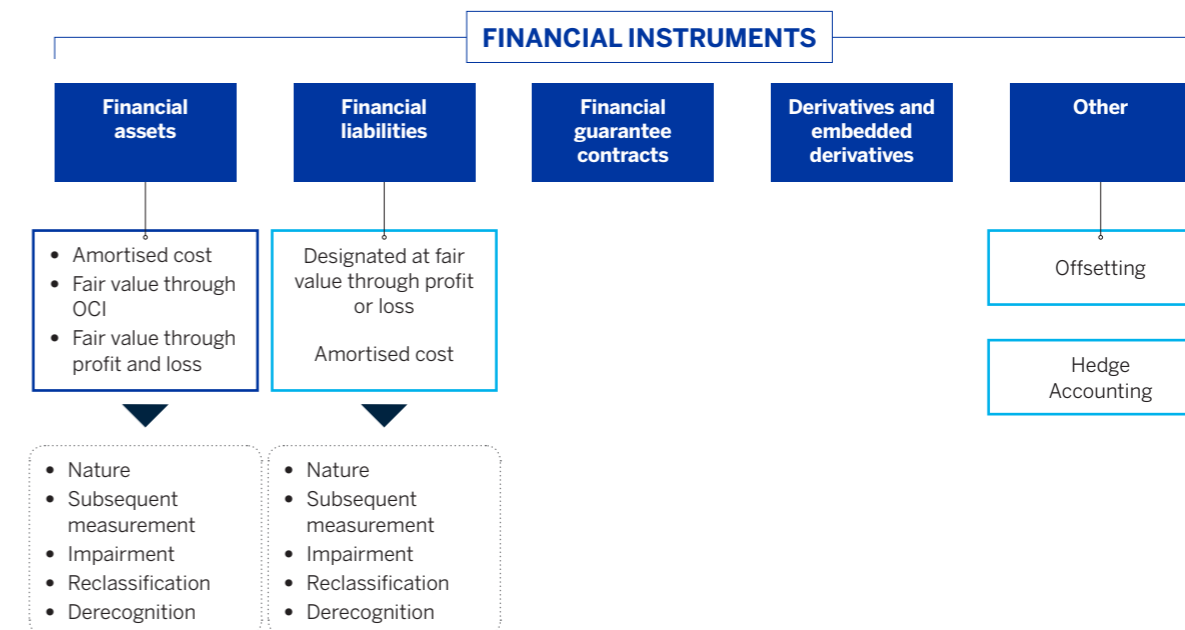 FINANCIAL INSTRUMENTS
Financial
assets
Financial
liabilities
Financial
guarantee
contracts
Derivatives and
embedded
derivatives
Other
• Amortised cost
• Fair value through
OCI
• Fair value through
profit and loss
Designated at fair
value through profit
or loss
Amortised cost
Offsetting
Hedge
Accounting
• Nature
• Subsequent
measurement
• Impairment
• Reclassification
• Derecognition
• Nature
• Subsequent
measurement
• Impairment
• Reclassification
• Derecognition